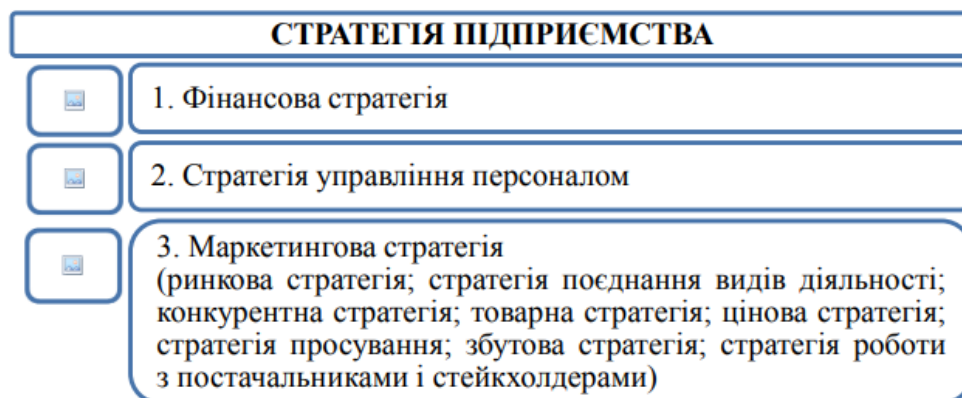 СТРАТЕГІЯ ПІДПРИЄМСТВА
1. Фінансова стратегія
2. Стратегія управління персоналом
3. Маркетингова стратегія
(ринкова стратегія; стратегія поєднання видів діяльності;
конкурентна стратегія; товарна стратегія; цінова стратегія;
стратегія просування; збутова стратегія; стратегія роботи
з постачальниками і стейкхолдерами)